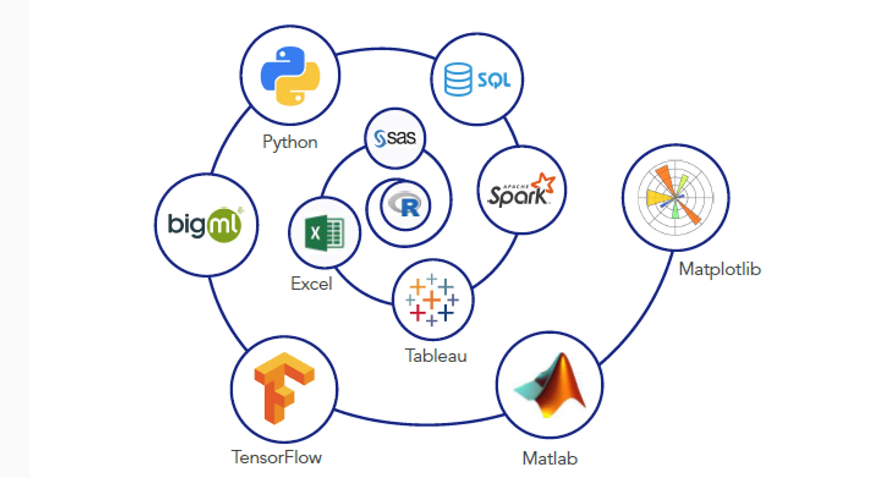 Python
SQL
sas
R
APACHE
Spark
bigml
X
Excel
Tableau
Matplotlib
TensorFlow
Matlab